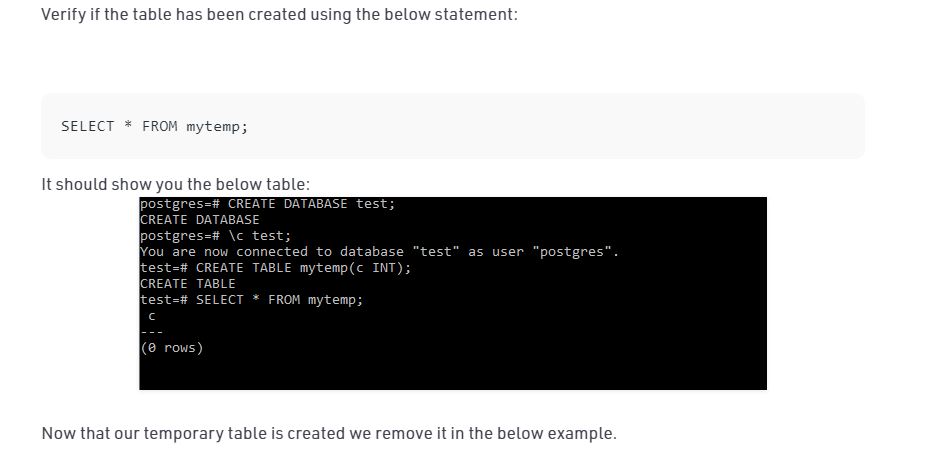 Verify if the table has been created using the below statement:
SELECT * FROM mytemp;
It should show you the below table:
postgres=# CREATE DATABASE test;
CREATE DATABASE
postgres=# \c test;
You are now connected to database "test" as user "postgres".
test=# CREATE TABLE mytemp(c INT);
CREATE TABLE
test=# SELECT * FROM mytemp;
 c
---
(0 rows)
Now that our temporary table is created we remove it in the below example.